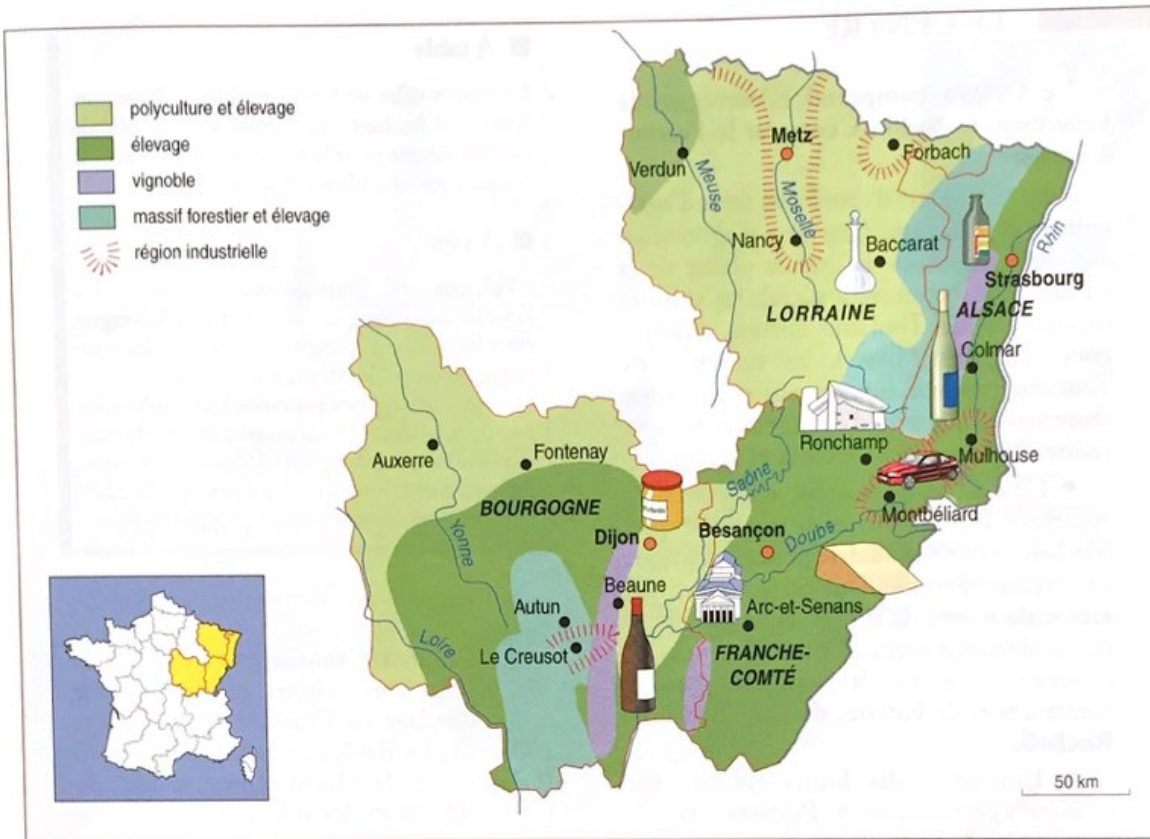 polyculture et élevage
élevage
vignoble
massif forestier et élevage
région industrielle
Metz
Forbach
Verdun
Meuse
Moselle
Nancy
Baccarat
Rhin
Strasbourg
LORRAINE
ALSACE
Colmar
Ronchamp
Mulhouse
Auxerre
Fontenay
Saône
Montbéliard
BOURGOGNE
Yonne
Dijon
Besançon
Doubs
Beaune
Autun
Arc-et-Senans
Loire
Le Creusot
FRANCHE-
COMTÉ
50 km